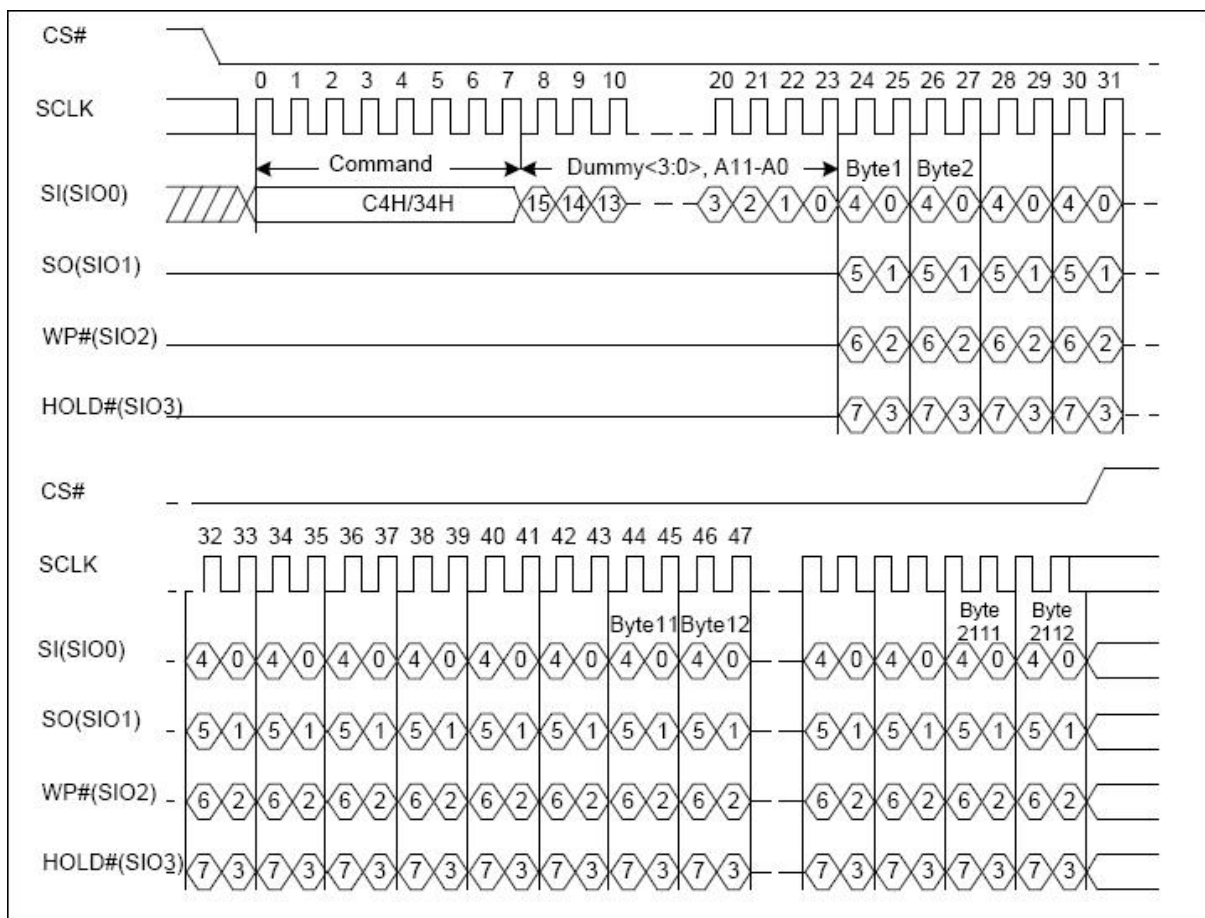 CS#
0 1 2 3 4 5 6 7 8 9 10 20 21 22 23 24 25 26 27 28 29 30 31
SCLK
Command Dummy<3:0>, A11-A0 Byte1 Byte2
SI(SIO0) C4H/34H 15 14 13 3 2 1 0 4 0 4 0 4 0 4 0
SO(SIO1) 5 1 5 1 5 1 5 1
WP#(SIO2) 6 2 6 2 6 2 6 2
HOLD#(SIO3) 7 3 7 3 7 3 7 3
CS#
32 33 34 35 36 37 38 39 40 41 42 43 44 45 46 47
SCLK
Byte11 Byte12 Byte 2111 Byte 2112
SI(SIO0) 4 0 4 0 4 0 4 0 4 0 4 0 4 0 4 0 4 0 4 0 4 0 4 0
SO(SIO1) 5 1 5 1 5 1 5 1 5 1 5 1 5 1 5 1 5 1 5 1 5 1 5 1
WP#(SIO2) 6 2 6 2 6 2 6 2 6 2 6 2 6 2 6 2 6 2 6 2 6 2 6 2
HOLD#(SIO3) 7 3 7 3 7 3 7 3 7 3 7 3 7 3 7 3 7 3 7 3 7 3 7 3